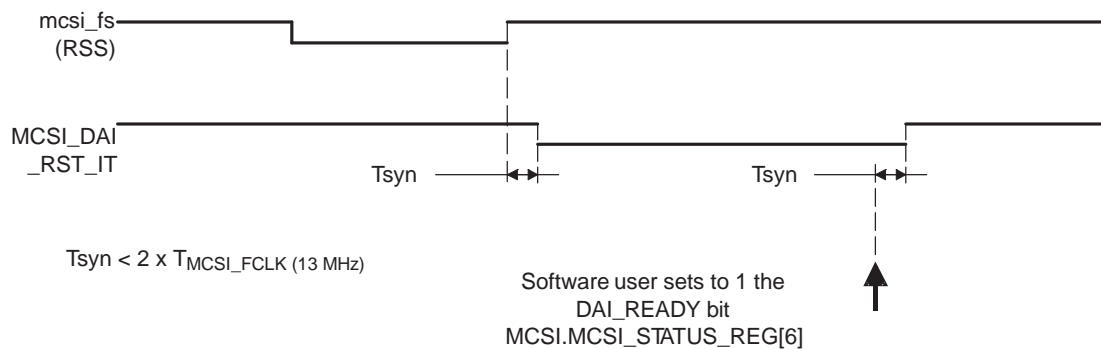 mcsi_fs
(RSS)
MCSI_DAI
_RST_IT
Tsyn
Tsyn
Tsyn < 2 x TMCSI_FCLK (13 MHz)
Software user sets to 1 the
DAI_READY bit
MCSI.MCSI_STATUS_REG[6]